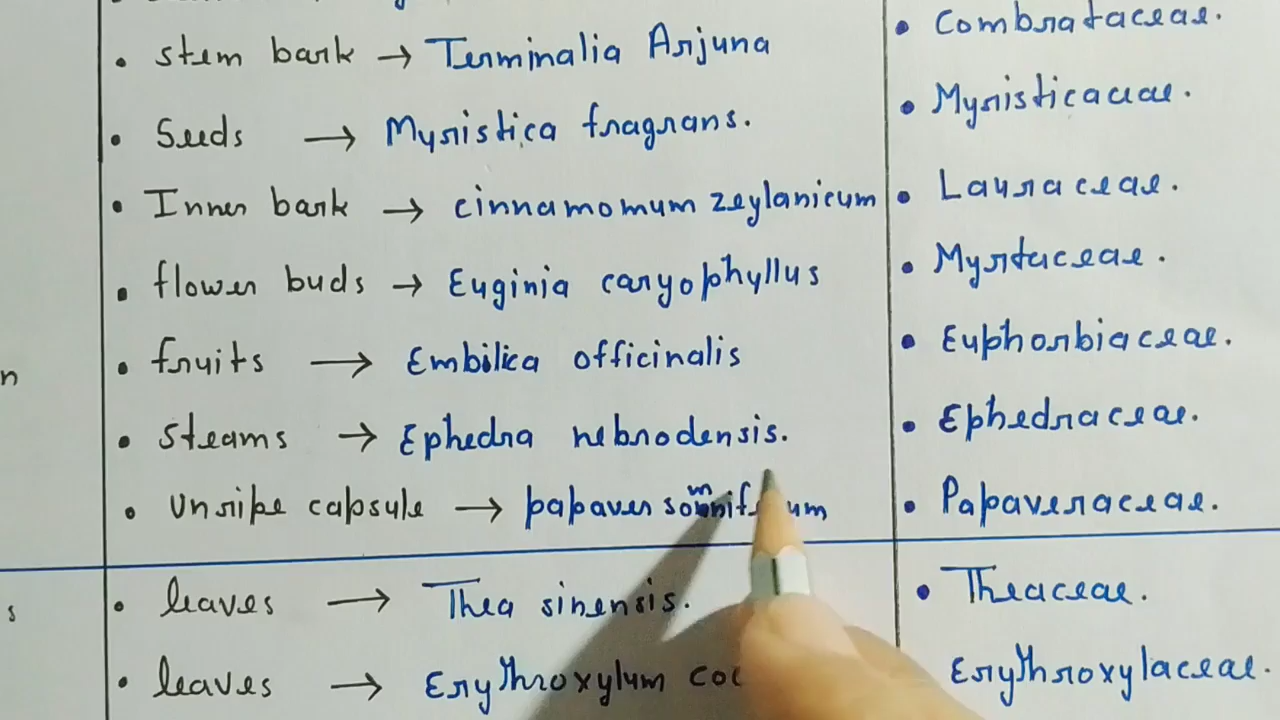 • stem bark → Terminalia Arjuna • Combrataceae.
• Seeds → Myristica fragrans. • Myristicaceae.
• Inner bark → cinnamomum zeylanicum • Lauraceae.
• flower buds → Euginia caryophyllus • Myrtaceae.
• fruits → Embilica officinalis • Euphorbiaceae.
n
• steams → Ephedra nebrodensis. • Ephedraceae.
• Unripe capsule → papaver • Papaveraceae.
s
• leaves → Thea sinensis. • Theaceae.
• leaves → Erythroxylum Erythroxylaceae.